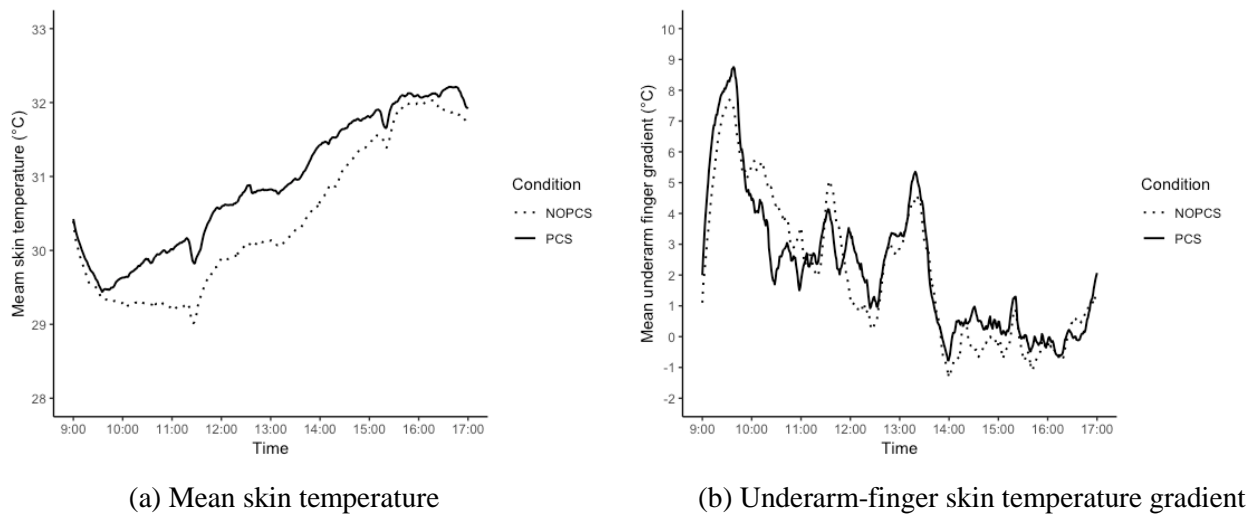 33
32
31
30
29
28
Meam skin temperature (°C)
9:00 10:00 11:00 12:00 13:00 14:00 15:00 16:00 17:00
Time
Condition
NOPCS
PCS
(a) Mean skin temperature
10
9
8
7
6
5
4
3
2
1
0
-1
-2
Mean underarm finger gradient (°C)
9:00 10:00 11:00 12:00 13:00 14:00 15:00 16:00 17:00
Time
Condition
NOPCS
PCS
(b) Underarm-finger skin temperature gradient